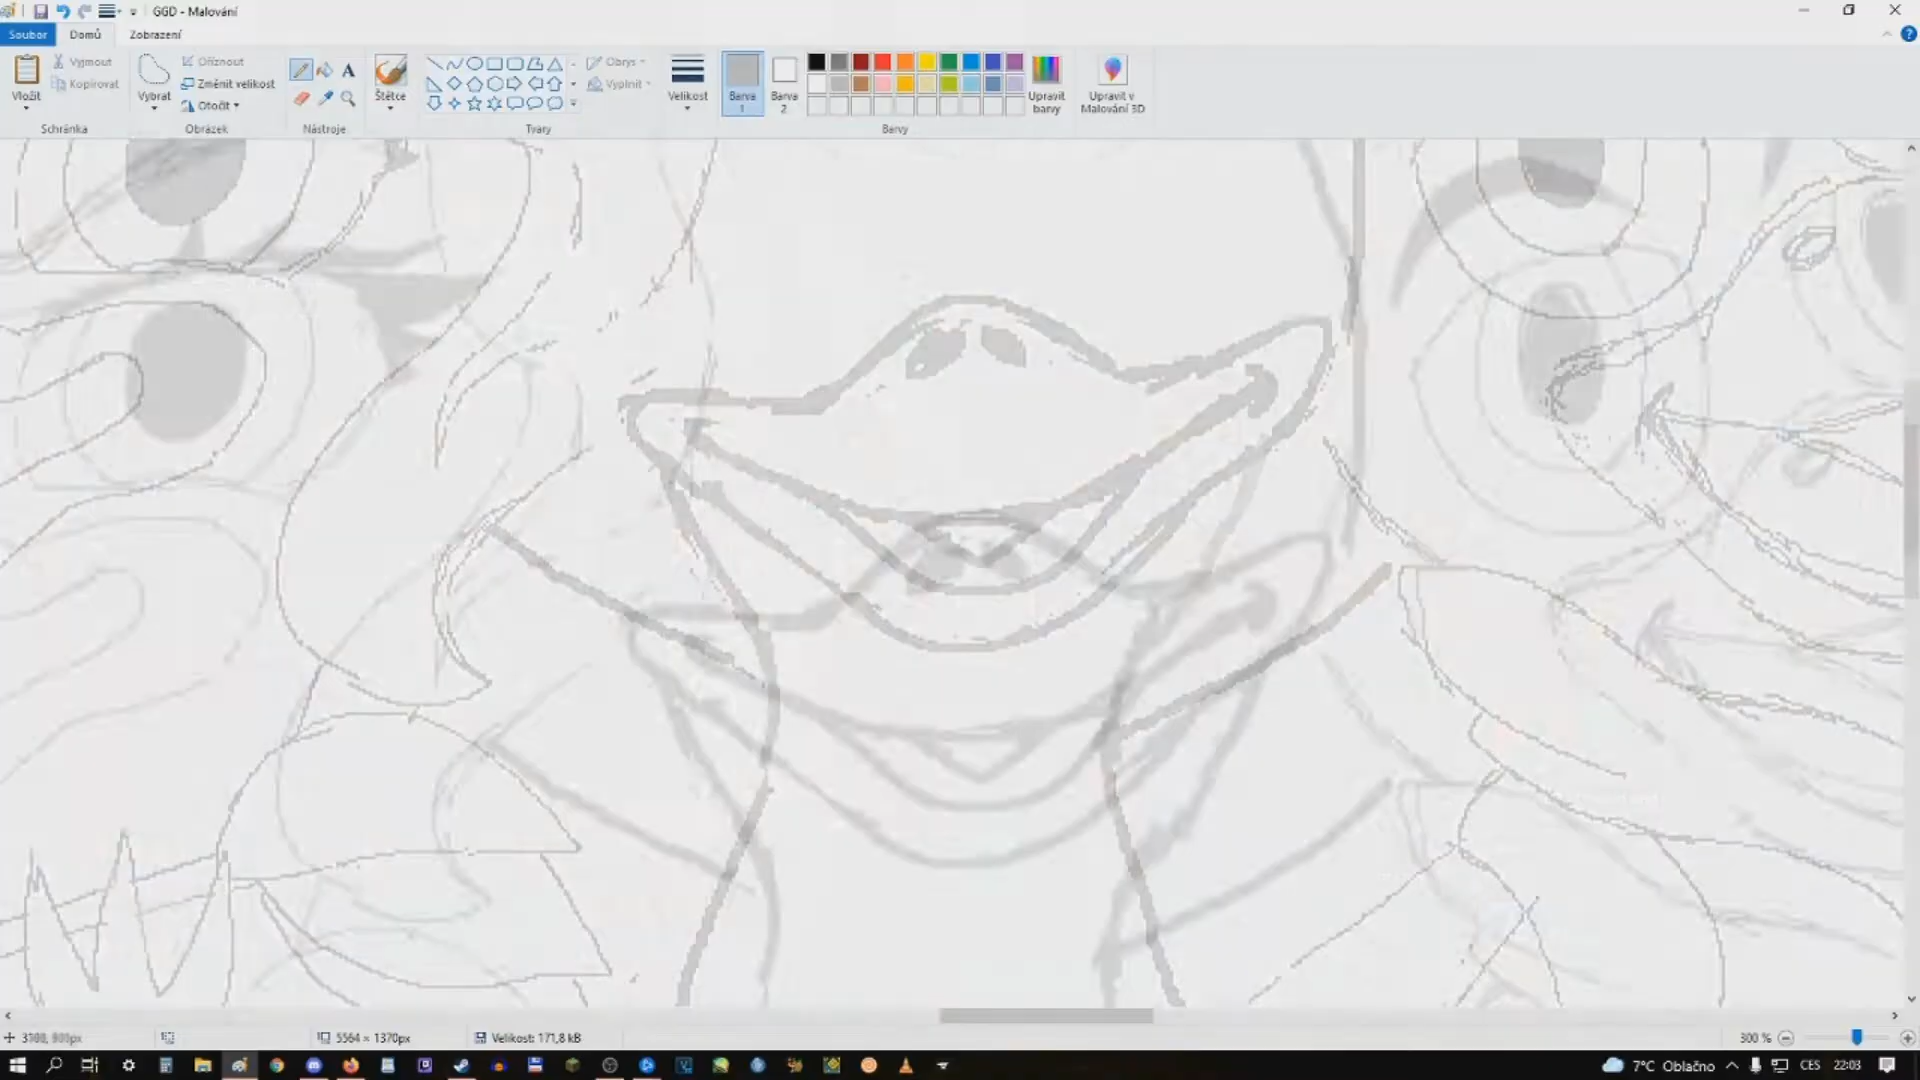 GGD - Malování
Soubor Domů Zobrazení
Vložit
Vyjmout
Kopírovat
Schránka
Vybrat
Oříznout
Změnit velikost
Otočit
Obrázek
A
Nástroje
Štětce
Tvary
Obrys
Vyplnit
Velikost
Barva 1
Barva 2
Upravit barvy
Barvy
Upravit v Malování 3D
5564 × 1370px
Velikost: 171,8 kB
300 %
7°C Oblačno
CES
22:03